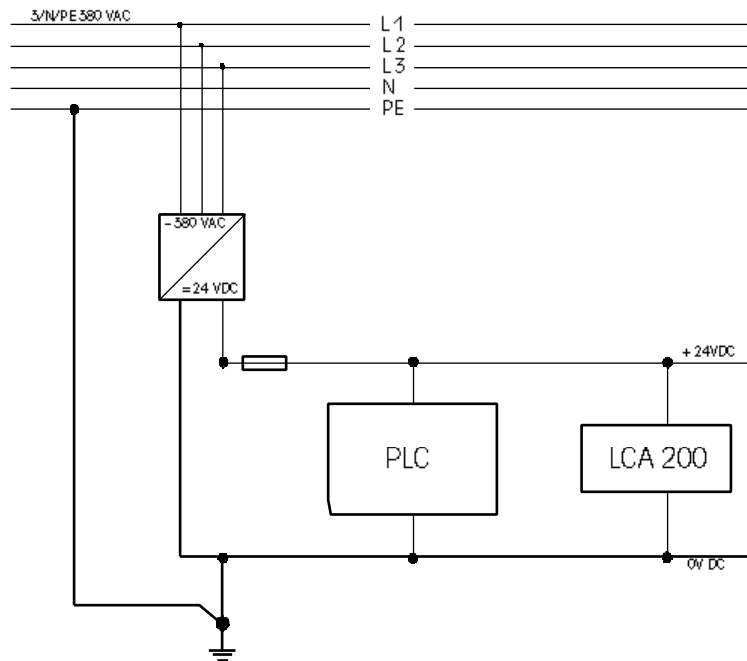 3/N/PE 380 VAC
L1
L2
L3
N
PE
~380 VAC
=24 VDC
+24VDC
PLC
LCA 200
0V DC